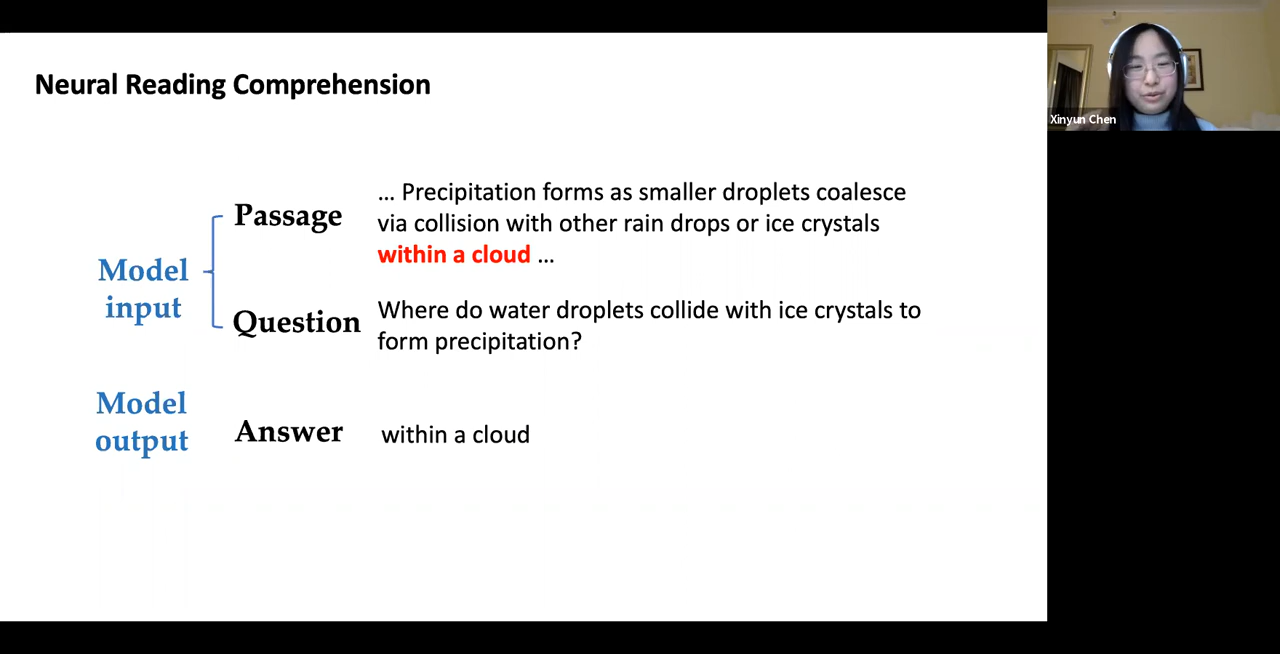 Neural Reading Comprehension
Model
input
Passage
... Precipitation forms as smaller droplets coalesce
via collision with other rain drops or ice crystals
within a cloud ...
Question
Where do water droplets collide with ice crystals to
form precipitation?
Model
output
Answer
within a cloud
Xinyun Chen